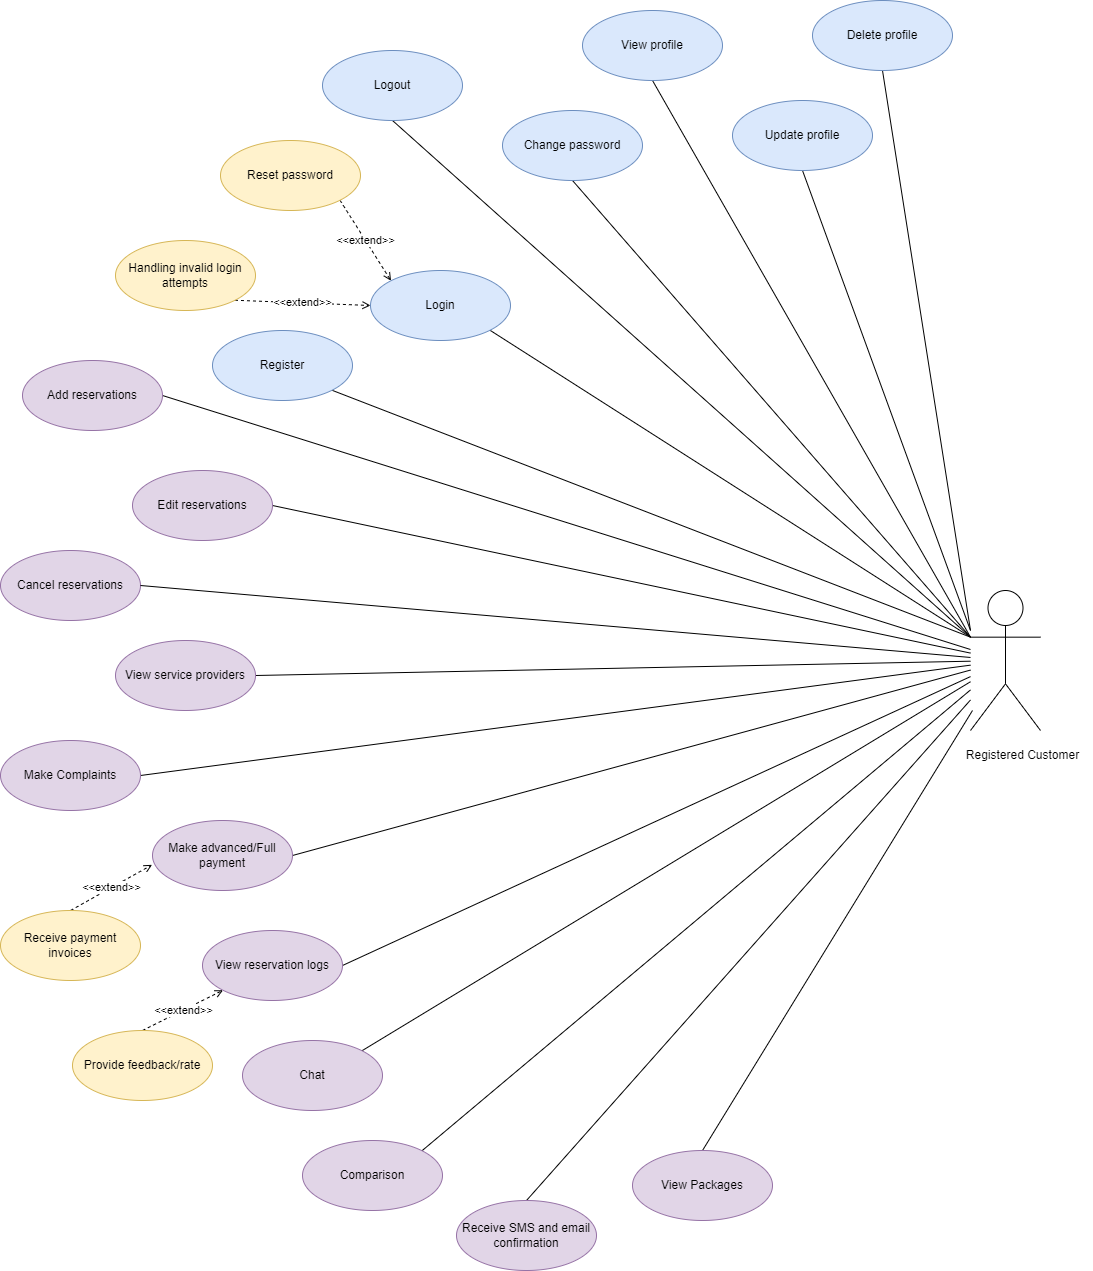 Delete profile
View profile
Logout
Update profile
Change password
Reset password
<<extend>>
Handling invalid login
attempts
<<extend>>
Login
Register
Add reservations
Edit reservations
Cancel reservations
View service providers
Registered Customer
Make Complaints
Make advanced/Full
payment
<<extend>>
Receive payment
invoices
View reservation logs
<<extend>>
Provide feedback/rate
Chat
Comparison
View Packages
Receive SMS and email
confirmation